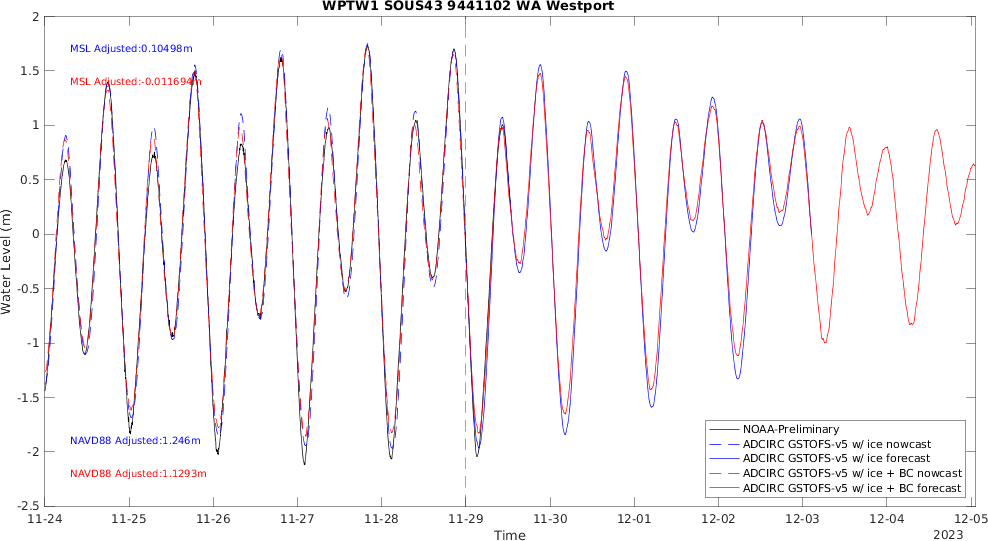 WPTW1 SOUS43 9441102 WA Westport
2
1.5
1
0.5
0
-0.5
-1
-1.5
-2
-2.5
Water Level (m)
MSL Adjusted:0.10498m
MSL Adjusted:-0.011694m
NAVD88 Adjusted:1.246m
NAVD88 Adjusted:1.1293m
NOAA-Preliminary
ADCIRC GSTOFS-v5 w/ ice nowcast
ADCIRC GSTOFS-v5 w/ ice forecast
ADCIRC GSTOFS-v5 w/ ice + BC nowcast
ADCIRC GSTOFS-v5 w/ ice + BC forecast
11-24 11-25 11-26 11-27 11-28 11-29 11-30 12-01 12-02 12-03 12-04 12-05
Time
2023